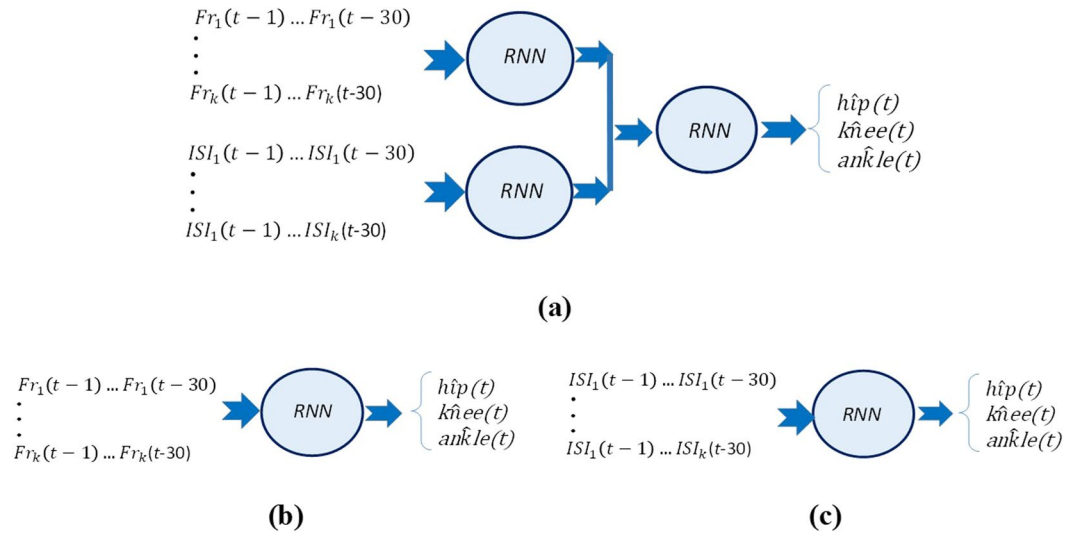 Fr₁(t − 1) … Fr₁(t − 30)
Frₖ(t − 1) … Frₖ(t-30)
RNN
ISI₁(t − 1) … ISI₁(t − 30)
ISI₁(t − 1) … ISIₖ(t-30)
RNN
RNN
hîp(t)
kn̂ee(t)
ank̂le(t)
(a)
Fr₁(t − 1) … Fr₁(t − 30)
Frₖ(t − 1) … Frₖ(t-30)
RNN
hîp(t)
kn̂ee(t)
ank̂le(t)
(b)
ISI₁(t − 1) … ISI₁(t − 30)
ISI₁(t − 1) … ISIₖ(t-30)
RNN
hîp(t)
kn̂ee(t)
ank̂le(t)
(c)